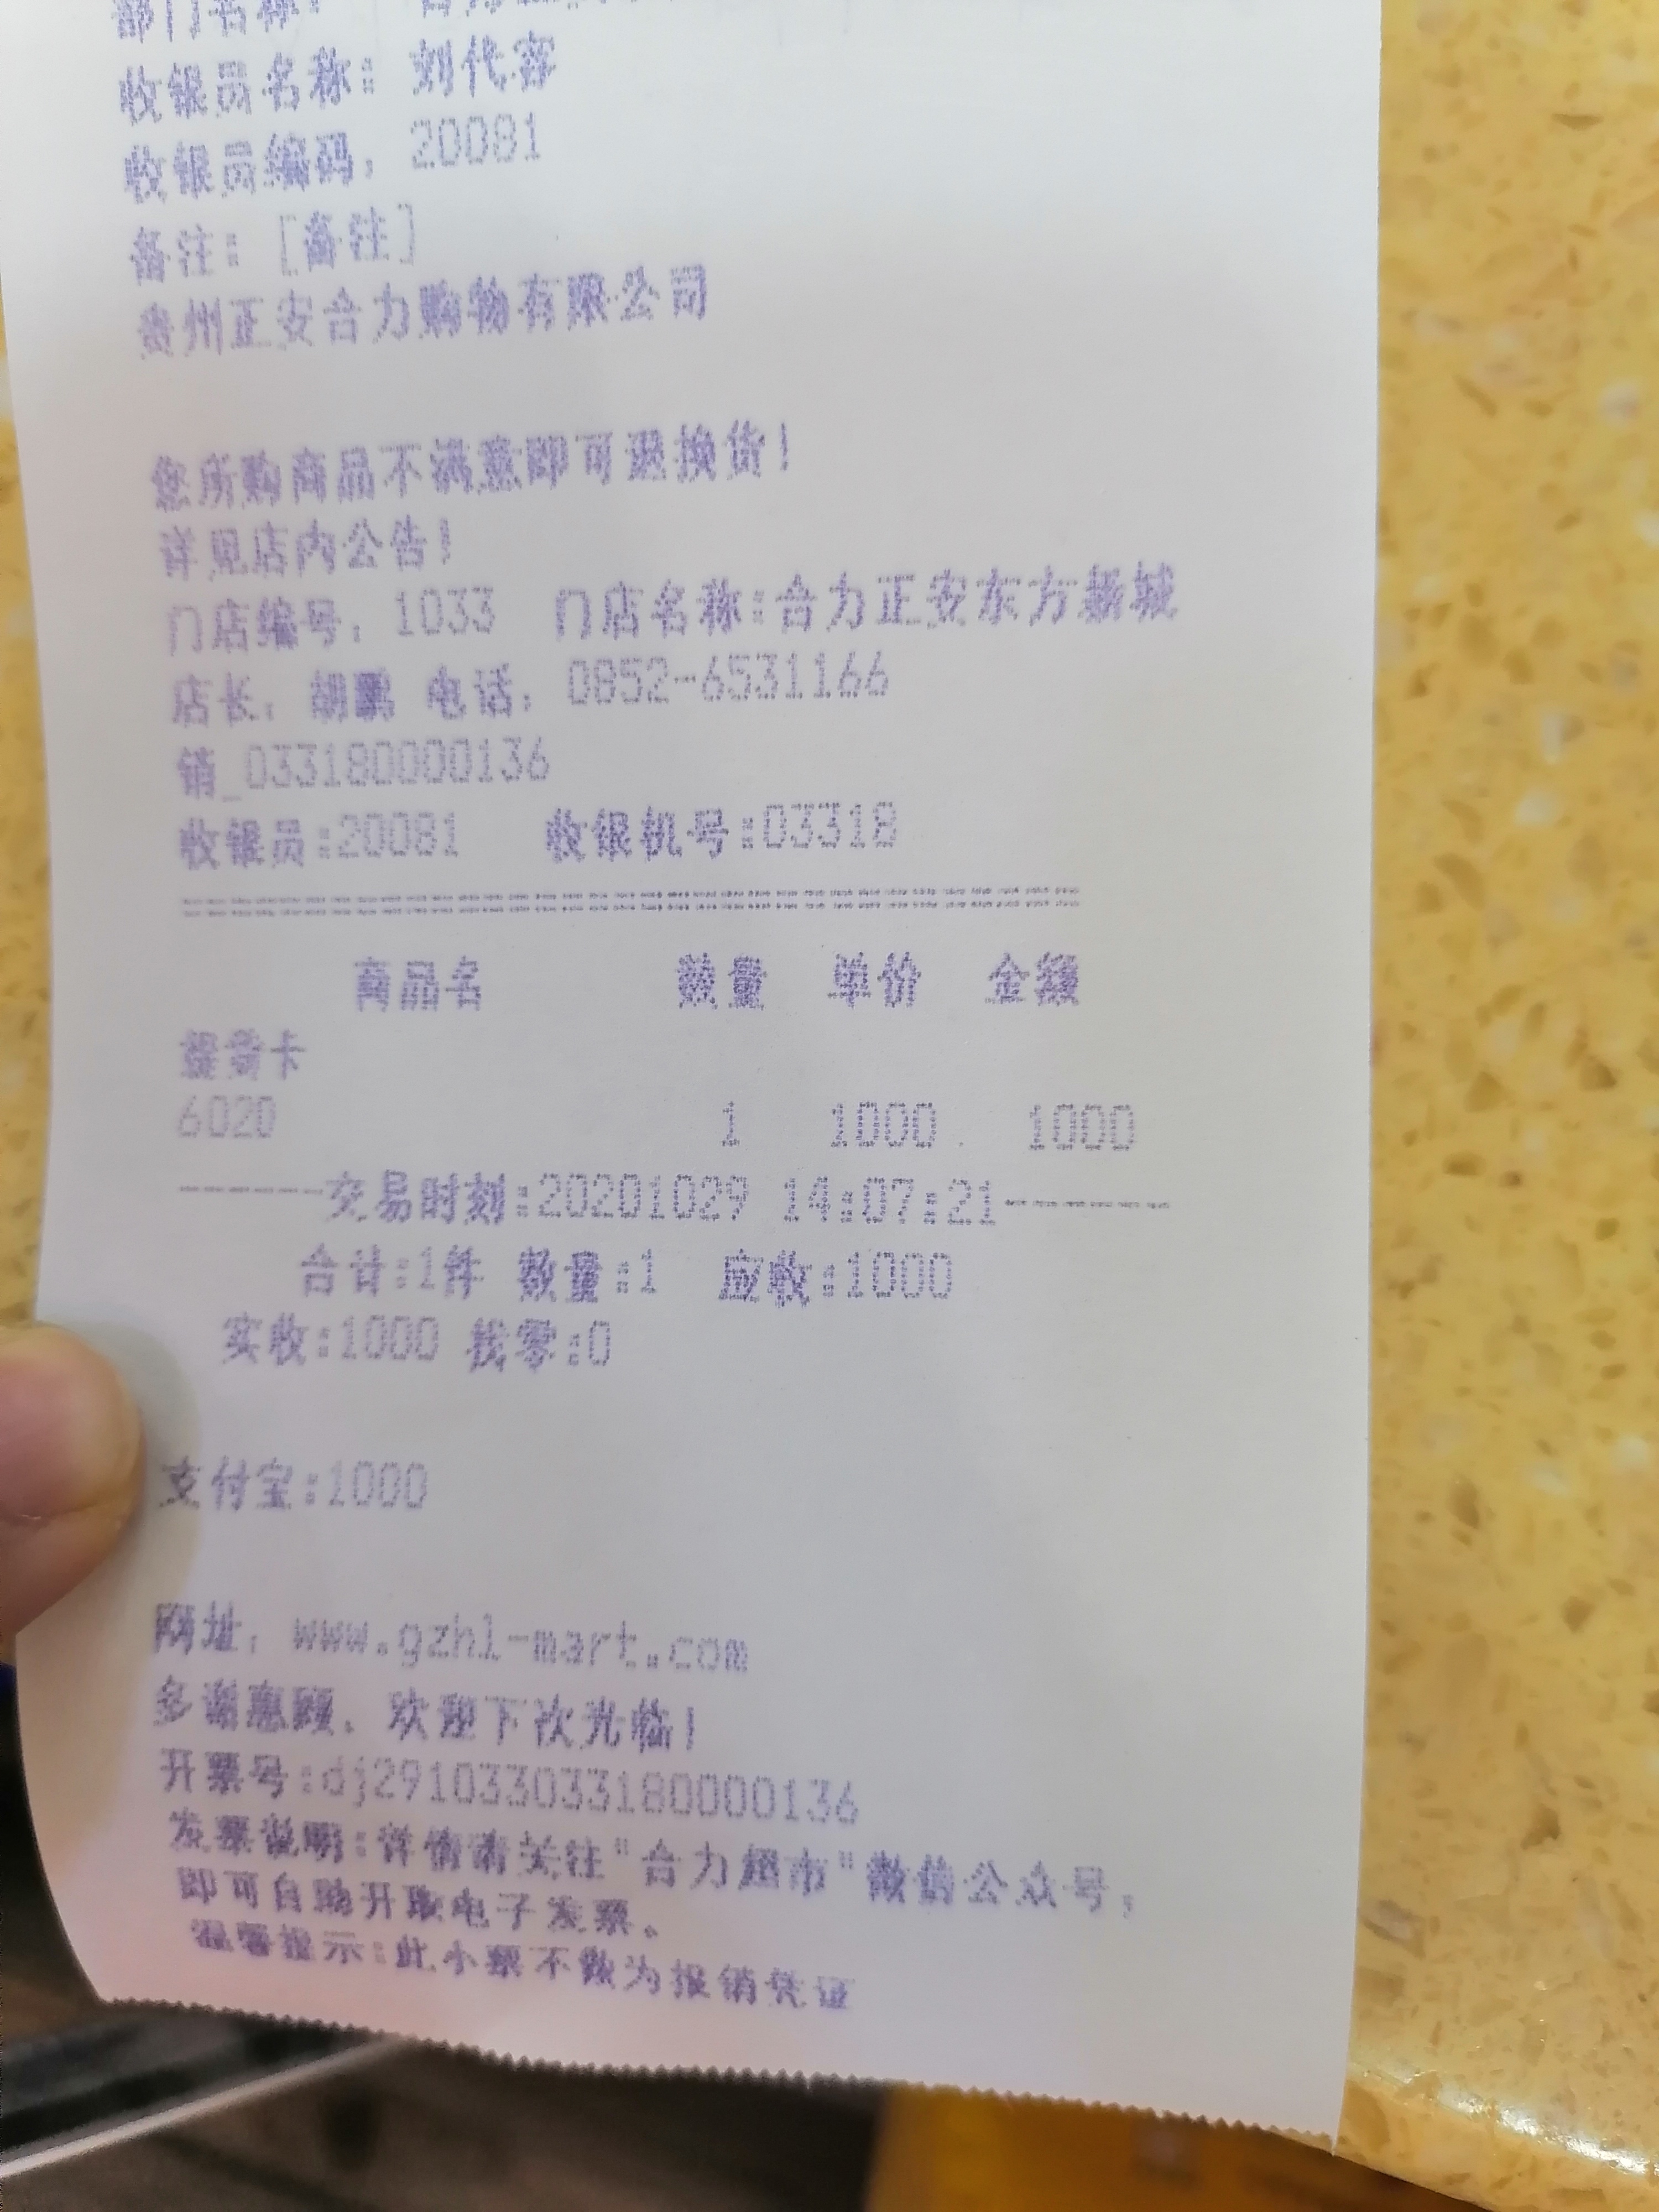 部门名称：
收银员名称：刘代容
收银员编码：20081
备注：[备注]
贵州正安合力购物有限公司
您所购商品不满意即可退换货！
详见店内公告！
门店编号：1033 门店名称:合力正安东方新城
店长：胡鹏 电话：0852-6531166
销_033180000136
收银员:20081 收银机号:03318
商品名 数量 单价 金额
提货卡
6020 1 1000 1000
------交易时刻:20201029 14:07:21------
合计:1件 数量:1 应收:1000
实收:1000 找零:0
支付宝:1000
网址：www.gzhl-mart.com
多谢惠顾，欢迎下次光临！
开票号:dj291033033180000136
发票说明:详情请关注"合力超市"微信公众号，
即可自助开取电子发票。
温馨提示:此小票不做为报销凭证